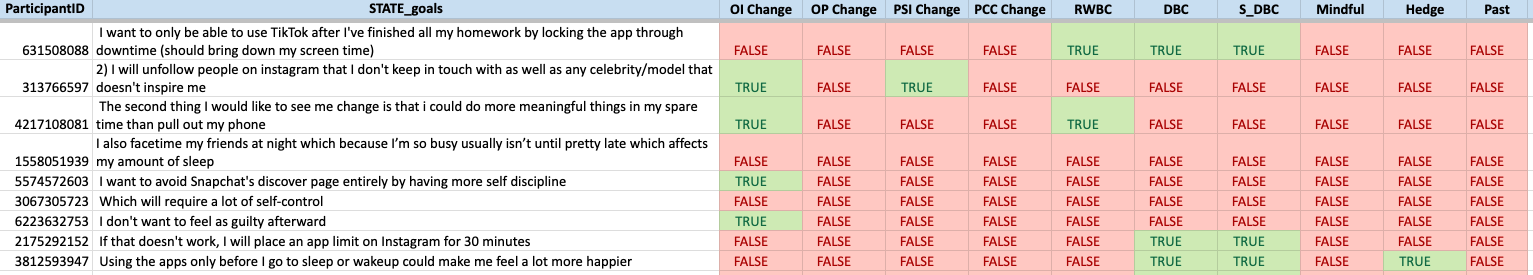 ParticipantID STATE_goals OI Change OP Change PSI Change PCC Change RWBC DBC S_DBC Mindful Hedge Past
I want to only be able to use TikTok after I've finished all my homework by locking the app through
631508088 downtime (should bring down my screen time) FALSE FALSE FALSE FALSE TRUE TRUE TRUE FALSE FALSE FALSE
2) I will unfollow people on instagram that I don't keep in touch with as well as any celebrity/model that
313766597 doesn't inspire me TRUE FALSE TRUE FALSE FALSE FALSE FALSE FALSE FALSE FALSE
The second thing I would like to see me change is that i could do more meaningful things in my spare
4217108081 time than pull out my phone TRUE FALSE FALSE FALSE TRUE FALSE FALSE FALSE FALSE FALSE
I also facetime my friends at night which because I’m so busy usually isn’t until pretty late which affects
1558051939 my amount of sleep FALSE FALSE FALSE FALSE FALSE FALSE FALSE FALSE FALSE FALSE
5574572603 I want to avoid Snapchat's discover page entirely by having more self discipline TRUE FALSE FALSE FALSE FALSE FALSE FALSE FALSE FALSE FALSE
3067305723 Which will require a lot of self-control FALSE FALSE FALSE FALSE FALSE FALSE FALSE FALSE FALSE FALSE
6223632753 I don't want to feel as guilty afterward TRUE FALSE FALSE FALSE FALSE FALSE FALSE FALSE FALSE FALSE
2175292152 If that doesn't work, I will place an app limit on Instagram for 30 minutes FALSE FALSE FALSE FALSE FALSE TRUE TRUE FALSE FALSE FALSE
3812593947 Using the apps only before I go to sleep or wakeup could make me feel a lot more happier FALSE FALSE FALSE FALSE FALSE TRUE TRUE FALSE TRUE FALSE